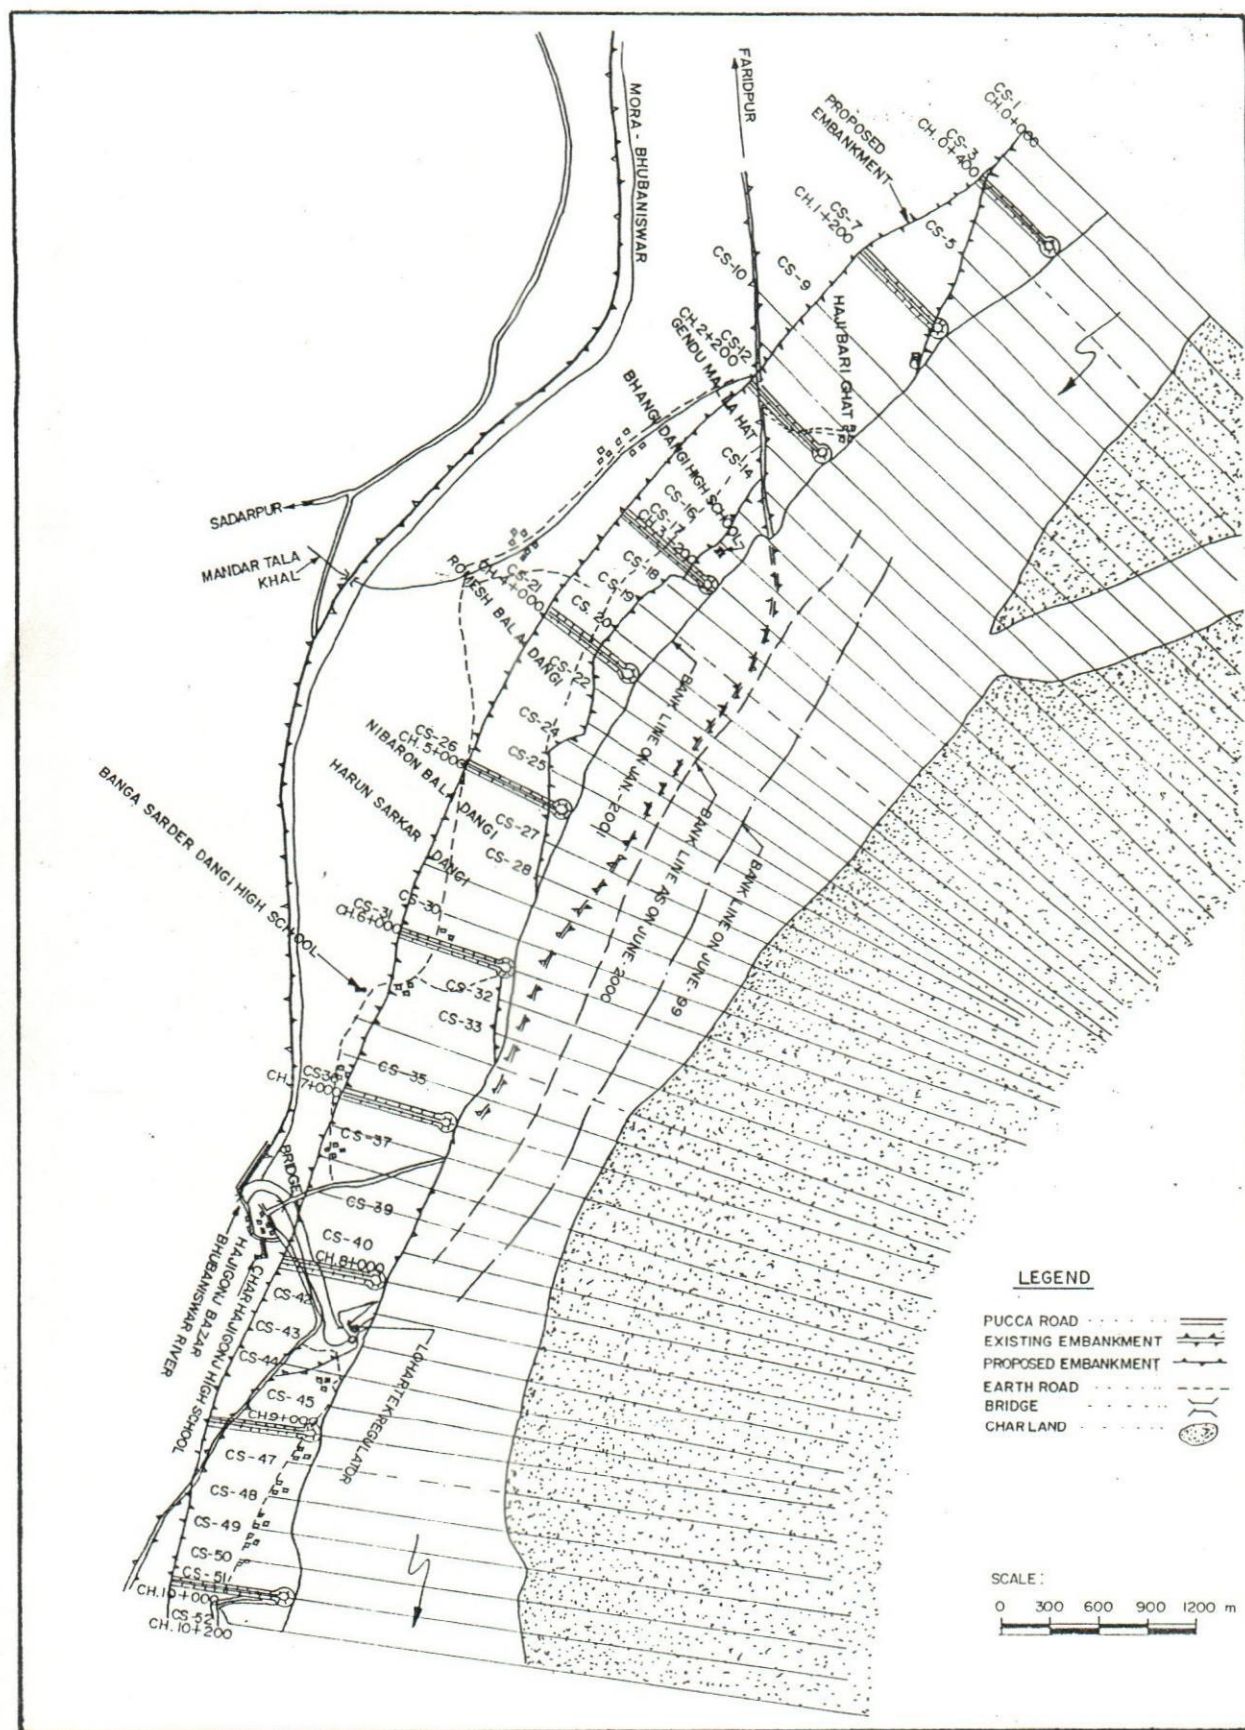 CS-1
CH. 0+000
CS-3
CH. 0+400
PROPOSED
EMBANKMENT
FARIDPUR
MORA - BHUBANISWAR
CS-5
CS-7
CH. 1+200
CS-9
CS-10
HAJI BARI GHAT
CS-12
CH. 2+200
CS-14
BHANGI DANGI HIGH SCHOOL
CS-16
CS-17
CH. 3+200
CS-18
CS-19
CS. 20
CS-21
CH. 4+000
ROMESH BALA DANGI
CS-22
CS-24
CS-25
SADARPUR
MANDAR TALA
KHAL
CS-26
CH. 5+000
NIBARON BALA DANGI
HARUN SARKAR DANGI
CS-27
CS-28
BANGA SARDER DANGI HIGH SCHOOL
CS-30
CS-31
CH. 6+000
CS-32
CS-33
BANK LINE ON JAN.-2001
BANK LINE AS ON JUNE-2000
BANK LINE ON JUNE-99
CS-35
CS36
CH. 7+000
CS-37
BRIDGE
CS-39
CS-40
CH. 8+000
CS-42
CS-43
CS-44
CS-45
CH.9+000
CS-47
CS-48
CS-49
CS-50
CS-51
CH. 10+000
CS-52
CH. 10+200
BHUBANISWAR RIVER
HAJIGONJ BAZAR
CHARHAJIGONJ HIGH SCHOOL
LOHARTEK REGULATOR
LEGEND
PUCCA ROAD
EXISTING EMBANKMENT
PROPOSED EMBANKMENT
EARTH ROAD
BRIDGE
CHAR LAND
SCALE:
0 300 600 900 1200 m